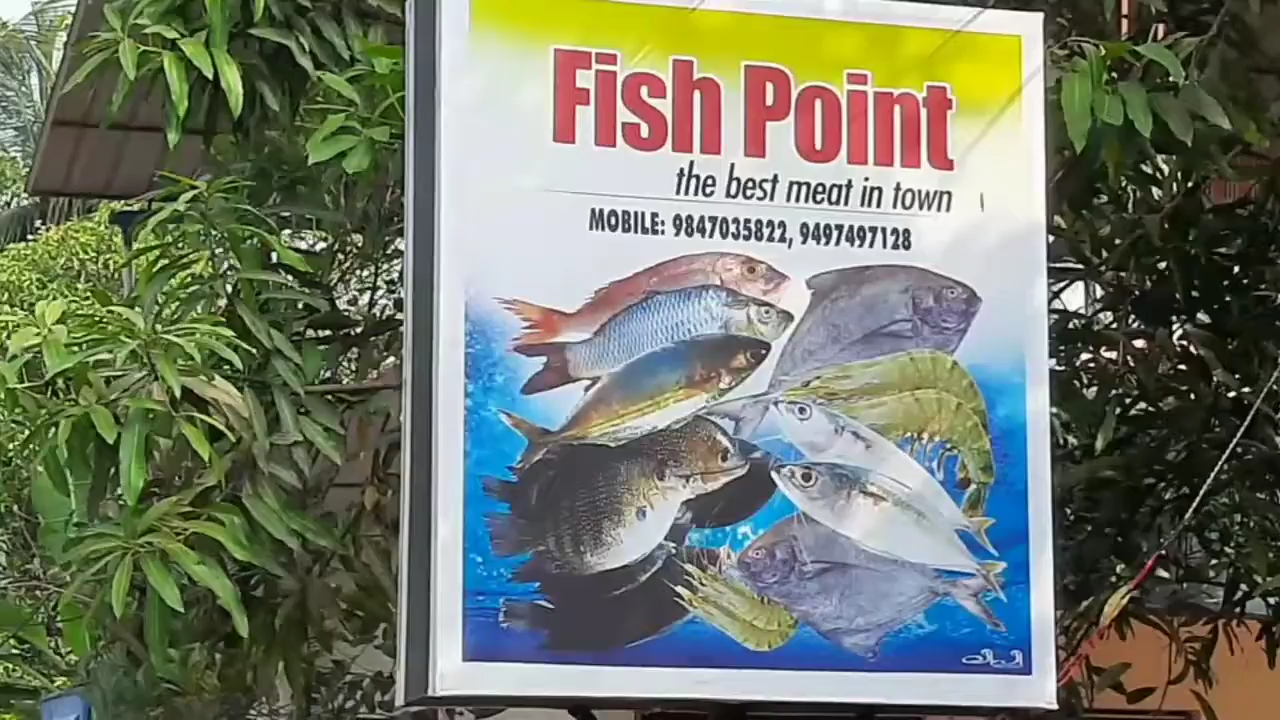 Fish Point
the best meat in town
MOBILE: 9847035822, 9497497128